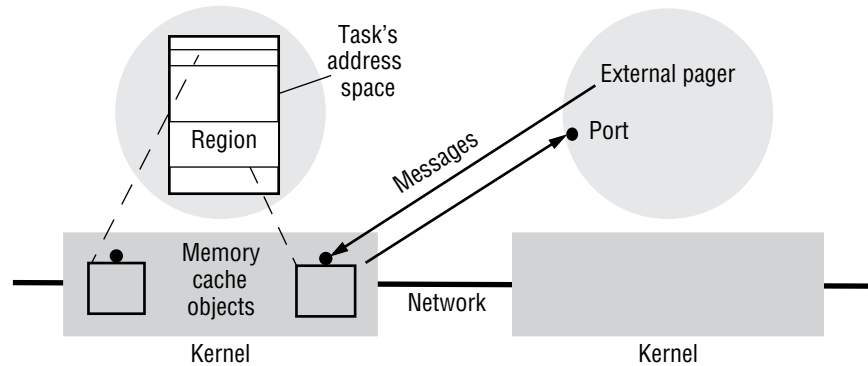 Task's
address
space
External pager
Region
Port
Messages
Memory
cache
objects
Network
Kernel
Kernel